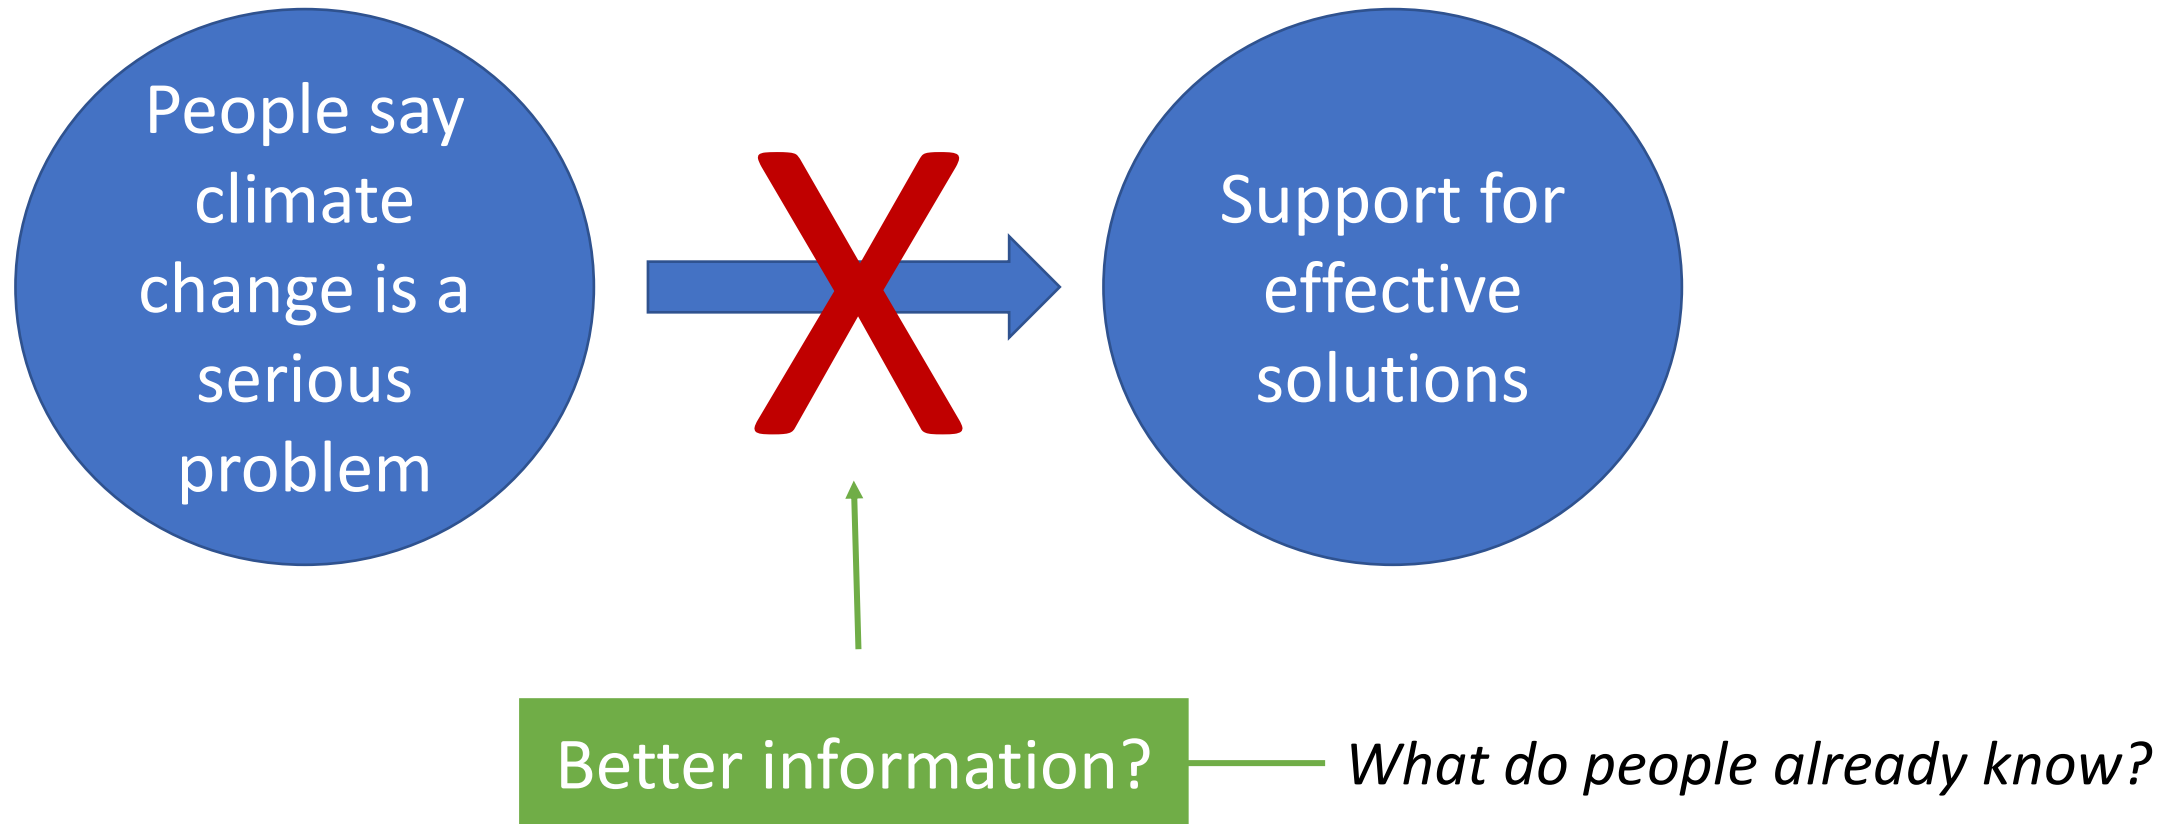 People say
climate
change is a
serious
problem
X
Support for
effective
solutions
Better information?
What do people already know?